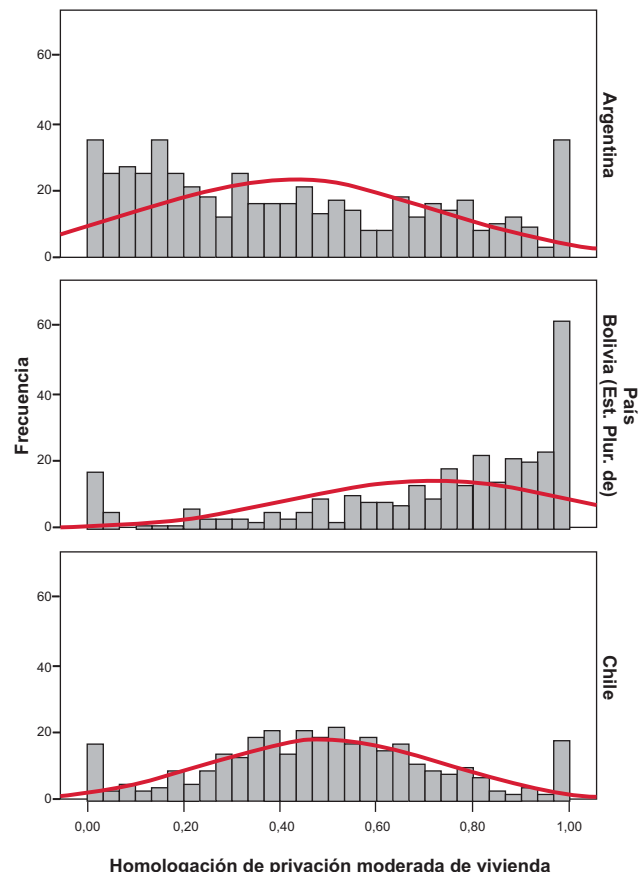 60
40
20
0
Argentina
60
40
20
0
Bolivia (Est. Plur. de)
País
Frecuencia
60
40
20
0
Chile
0,00 0,20 0,40 0,60 0,80 1,00
Homologación de privación moderada de vivienda